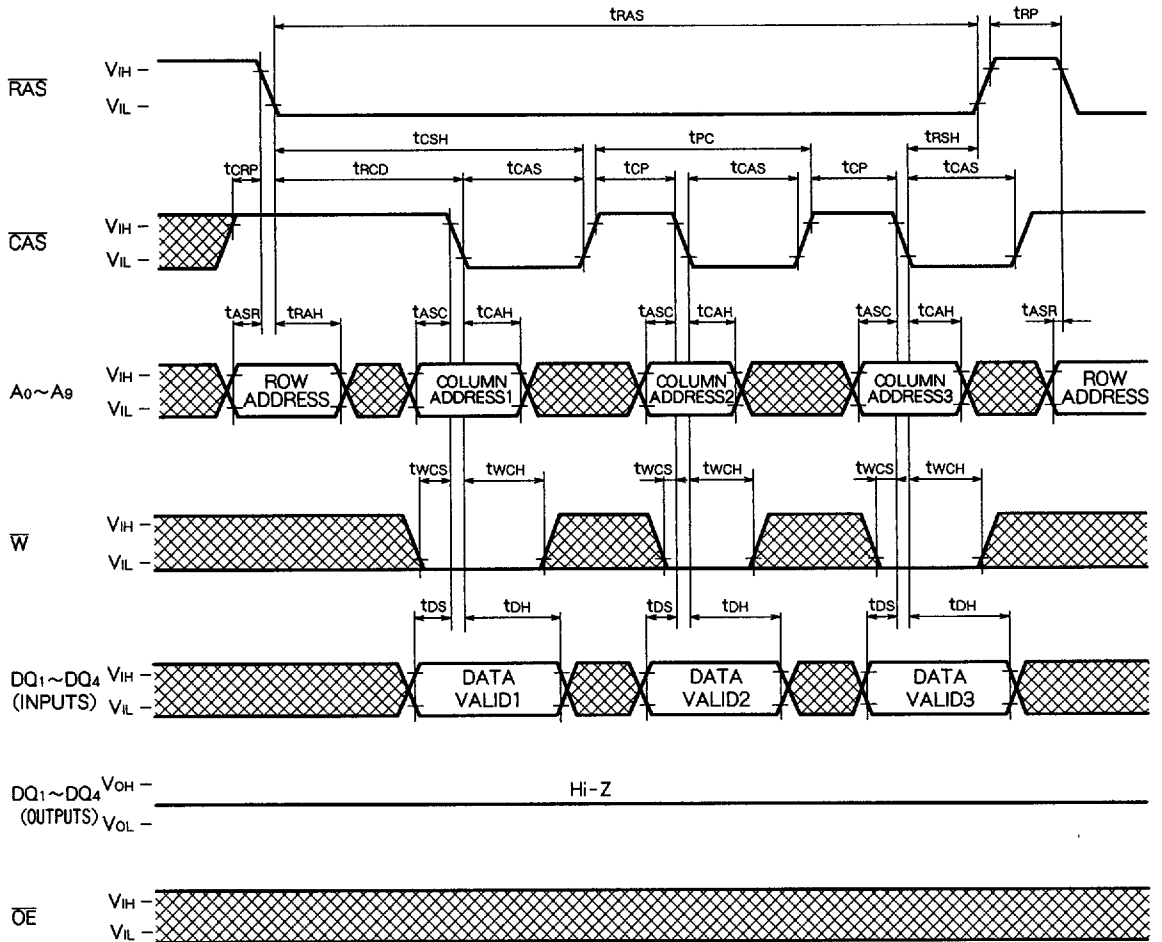 tRAS tRP
RAS VIH
VIL
tCSH tPC tRSH
tCRP tRCD tCAS tCP tCAS tCP tCAS
CAS VIH
VIL
tASR tRAH tASC tCAH tASC tCAH tASC tCAH tASR
A0~A9 VIH
VIL
ROW
ADDRESS
COLUMN
ADDRESS1
COLUMN
ADDRESS2
COLUMN
ADDRESS3
ROW
ADDRESS
tWCS tWCH tWCS tWCH tWCS tWCH
W VIH
VIL
tDS tDH tDS tDH tDS tDH
DQ1~DQ4
(INPUTS)
VIH
VIL
DATA
VALID1
DATA
VALID2
DATA
VALID3
DQ1~DQ4
(OUTPUTS)
VOH
VOL
Hi-Z
OE VIH
VIL